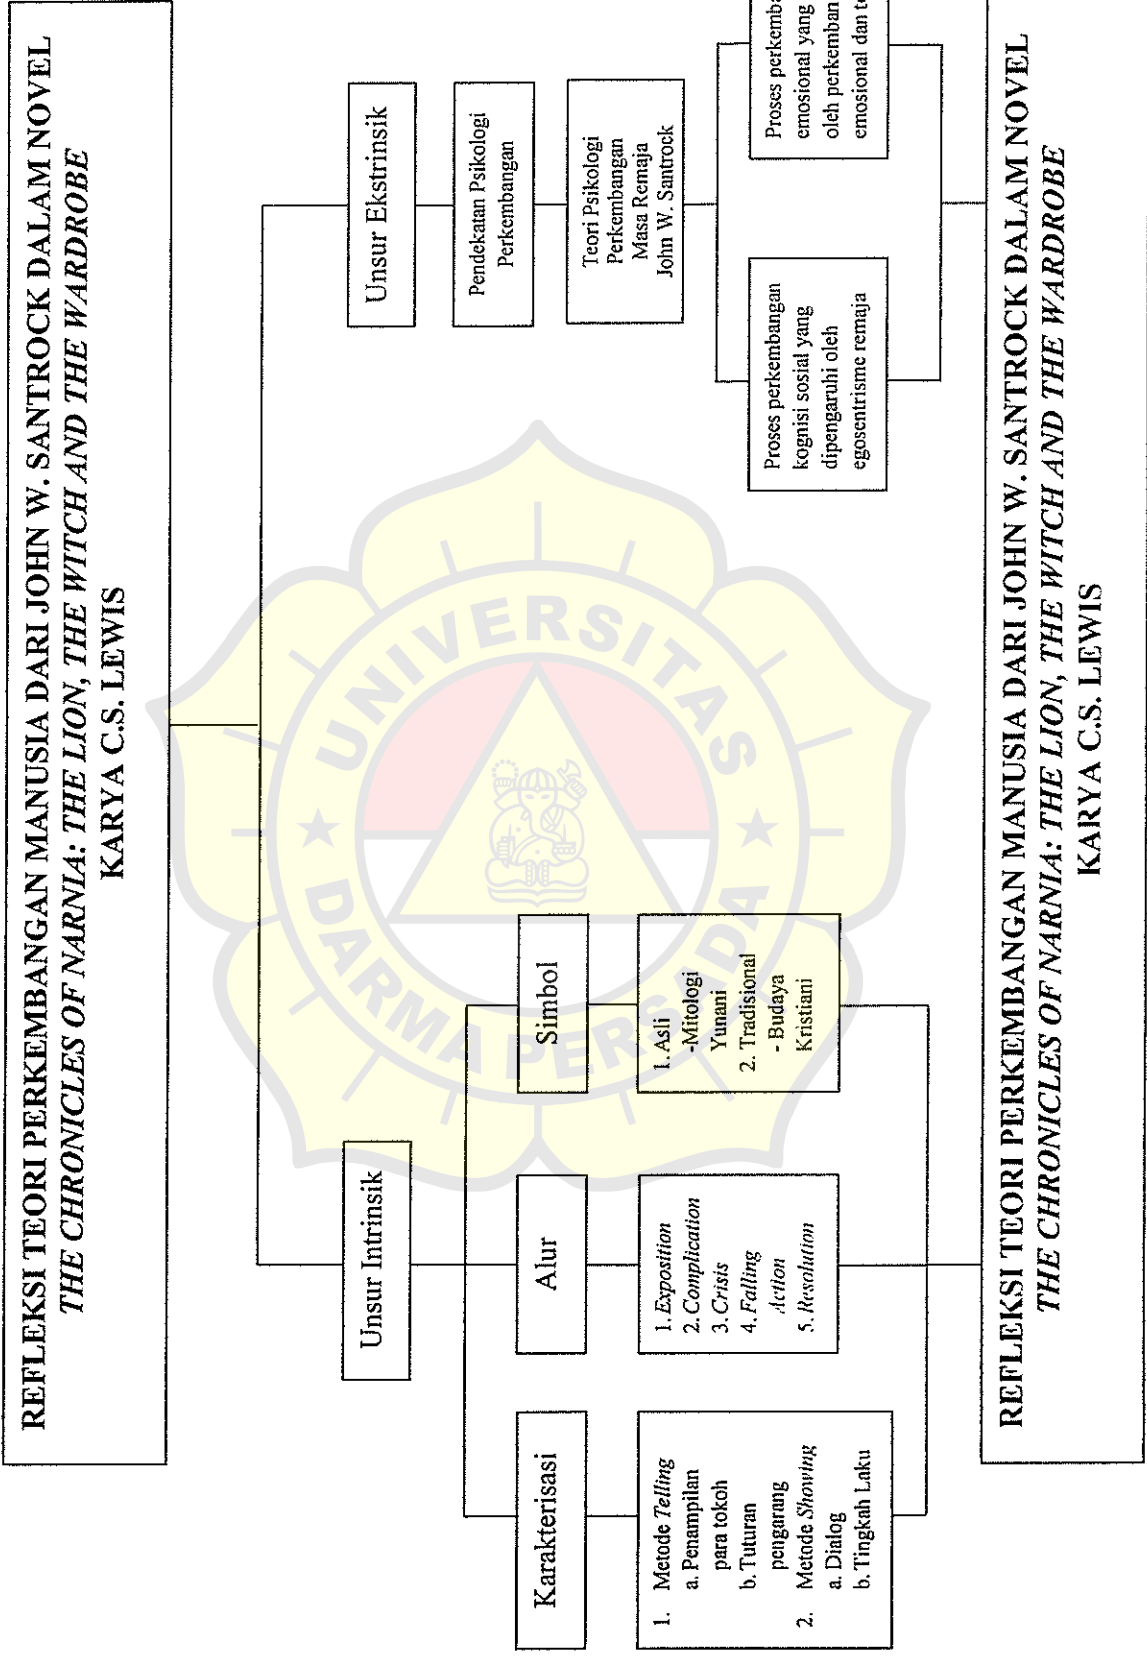 REFLEKSI TEORI PERKEMBANGAN MANUSIA DARI JOHN W. SANTROCK DALAM NOVEL
THE CHRONICLES OF NARNIA: THE LION, THE WITCH AND THE WARDROBE
KARYA C.S. LEWIS
Unsur Intrinsik
Karakterisasi
1. Metode Telling
a. Penampilan
para tokoh
b. Tuturan
pengarang
2. Metode Showing
a. Dialog
b. Tingkah Laku
Alur
1. Exposition
2. Complication
3. Crisis
4. Falling
Action
5. Resolution
Simbol
1. Asli
-Mitologi
Yunani
2. Tradisional
- Budaya
Kristiani
Unsur Ekstrinsik
Pendekatan Psikologi
Perkembangan
Teori Psikologi
Perkembangan
Masa Remaja
John W. Santrock
Proses perkembangan
kognisi sosial yang
dipengaruhi oleh
egosentrisme remaja
Proses
emosional yang
oleh
emosional dan
REFLEKSI TEORI PERKEMBANGAN MANUSIA DARI JOHN W. SANTROCK DALAM NOVEL
THE CHRONICLES OF NARNIA: THE LION, THE WITCH AND THE WARDROBE
KARYA C.S. LEWIS
UNIVERSITAS
DARMA PERSADA